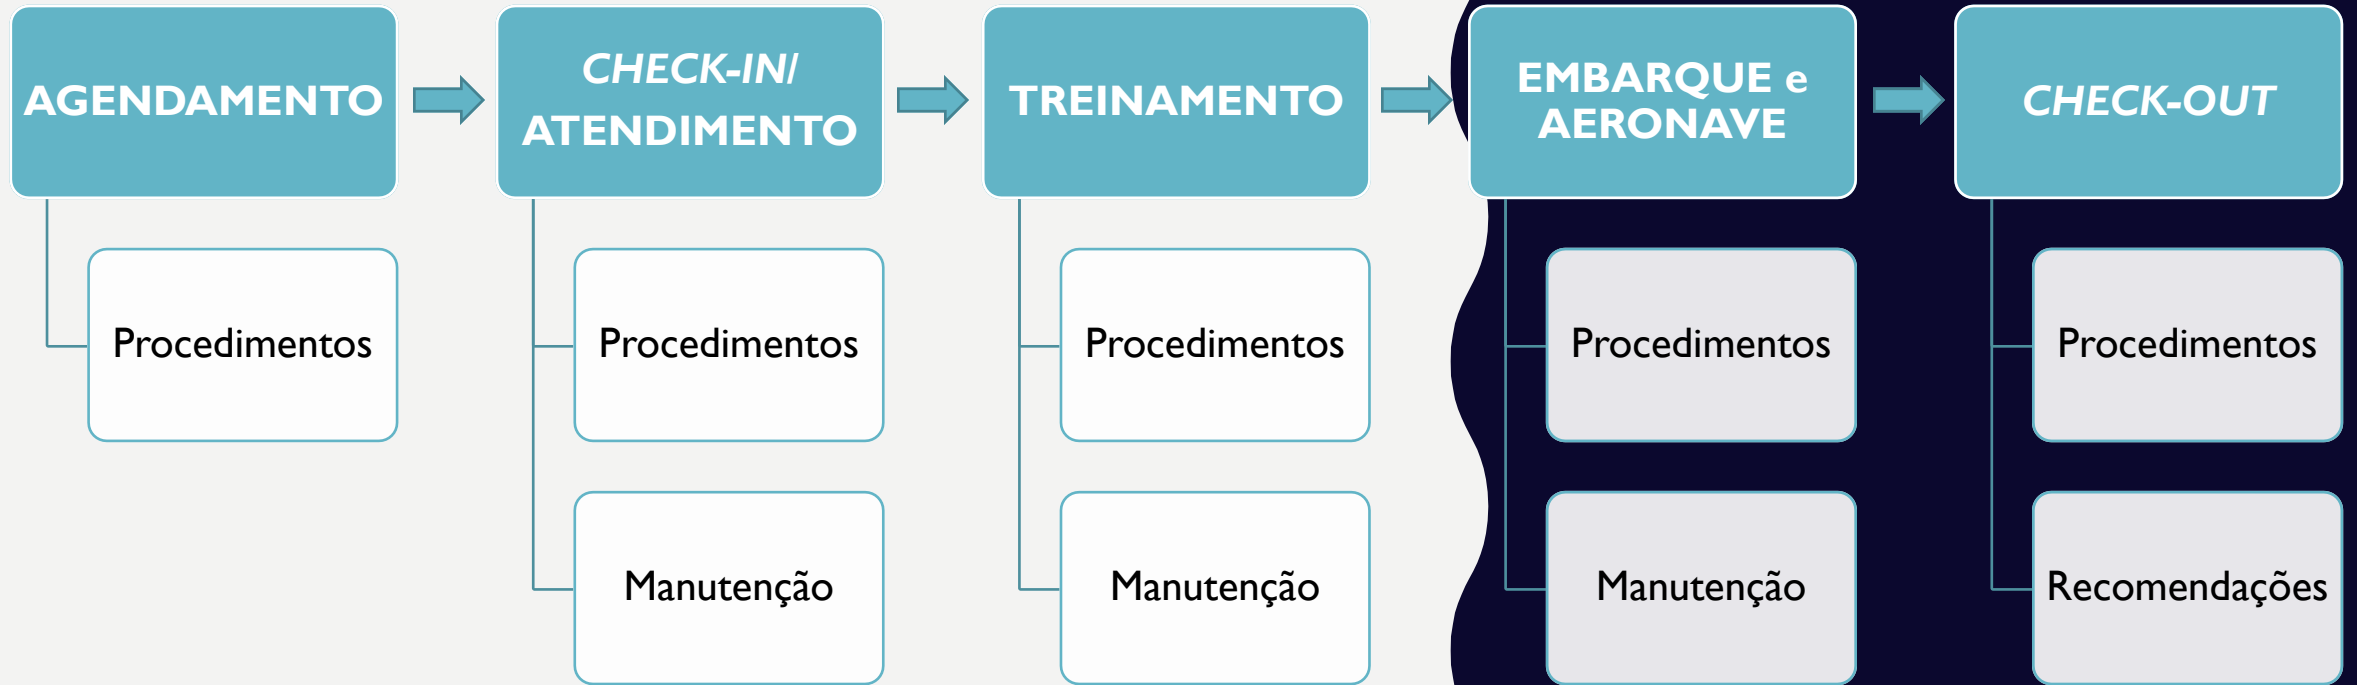 AGENDAMENTO
CHECK-IN/
ATENDIMENTO
TREINAMENTO
EMBARQUE e
AERONAVE
CHECK-OUT
Procedimentos
Procedimentos
Procedimentos
Procedimentos
Procedimentos
Manutenção
Manutenção
Manutenção
Recomendações